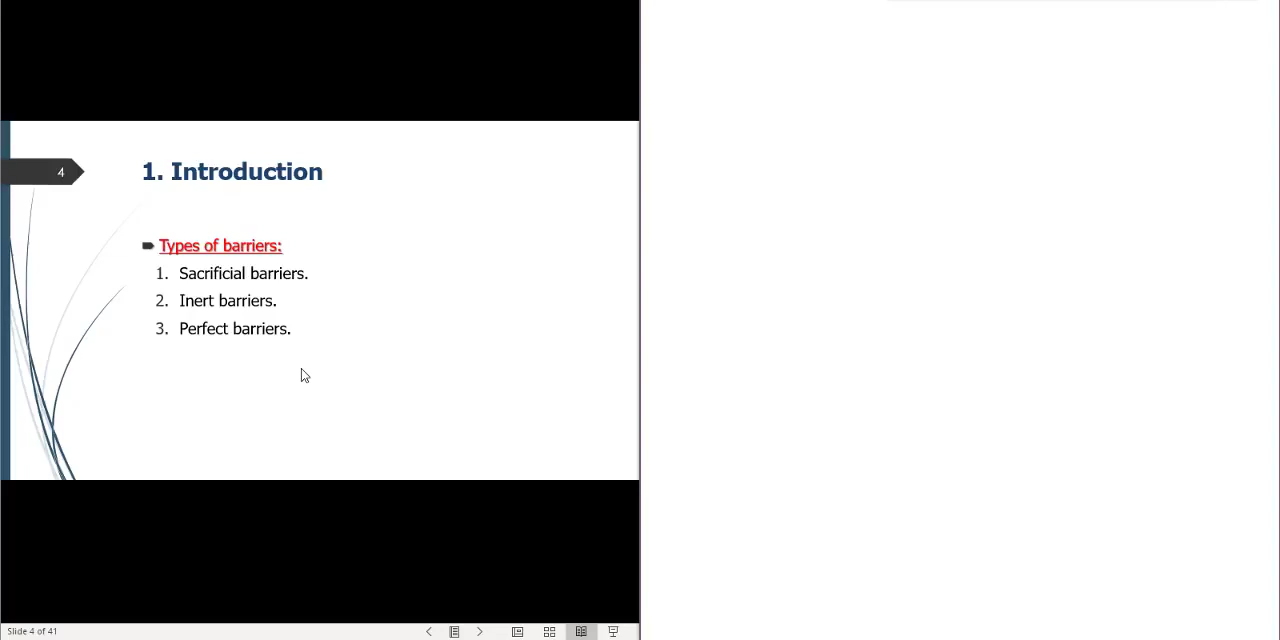 4
1. Introduction
Types of barriers:
1. Sacrificial barriers.
2. Inert barriers.
3. Perfect barriers.
Slide 4 of 41